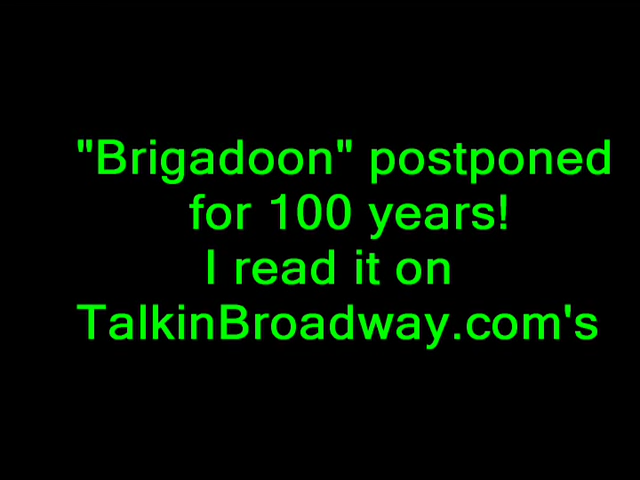 "Brigadoon" postponed
for 100 years!
I read it on
TalkinBroadway.com's